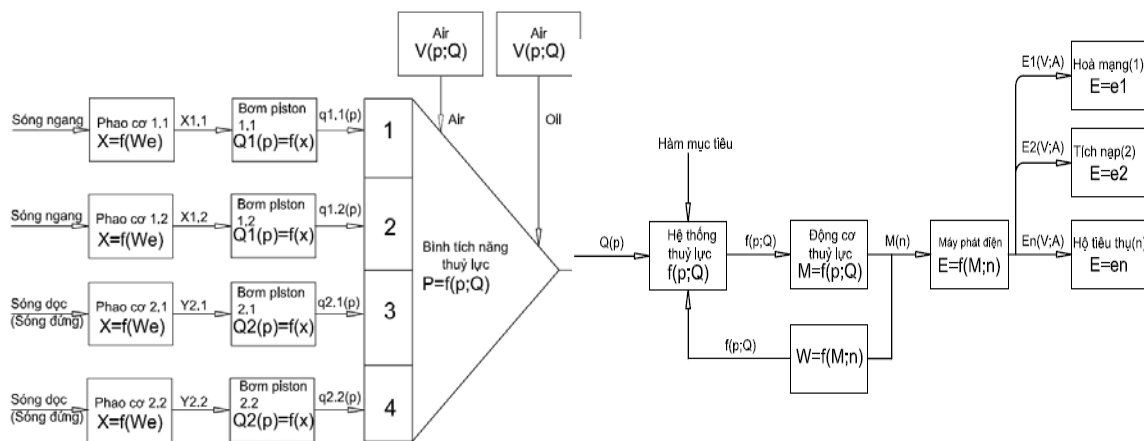 Air
V(p;Q)
Air
V(p;Q)
Air
Oil
Sóng ngang
Phao cơ 1.1
X=f(We)
X1,1
Bơm piston
1.1
Q1(p)=f(x)
q1.1(p)
1
Sóng ngang
Phao cơ 1.2
X=f(We)
X1,2
Bơm piston
1.2
Q1(p)=f(x)
q1.2(p)
2
Sóng dọc
(Sóng đứng)
Phao cơ 2.1
X=f(We)
Y2,1
Bơm piston
2.1
Q2(p)=f(x)
q2.1(p)
3
Sóng dọc
(Sóng đứng)
Phao cơ 2.2
X=f(We)
Y2,2
Bơm piston
2.2
Q2(p)=f(x)
q2.2(p)
4
Bình tích năng
thuỷ lực
P=f(p;Q)
Q(p)
Hàm mục tiêu
Hệ thống
thuỷ lực
f(p;Q)
f(p;Q)
Động cơ
thuỷ lực
M=f(p;Q)
M(n)
f(p;Q)
W=f(M;n)
Máy phát điện
E=f(M;n)
E1(V;A)
Hoà mạng(1)
E=e1
E2(V;A)
Tích nạp(2)
E=e2
En(V;A)
Hộ tiêu thụ(n)
E=en